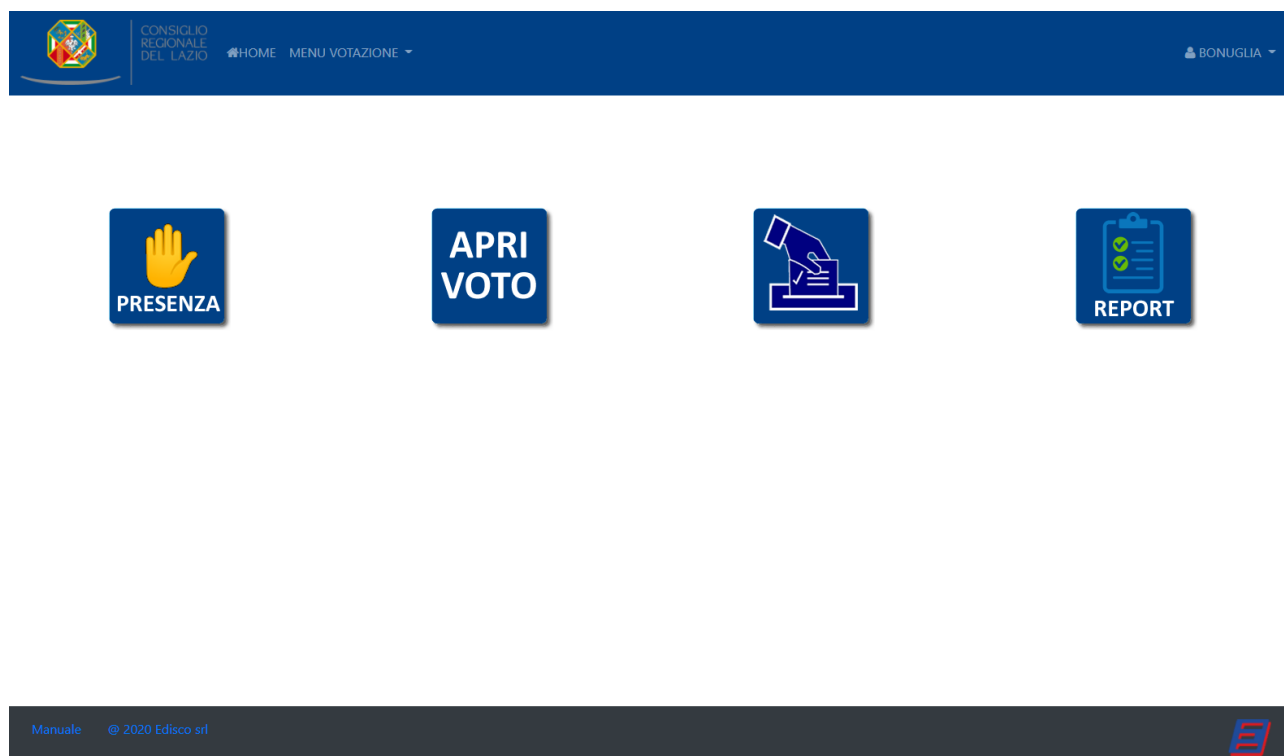 CONSIGLIO
REGIONALE
DEL LAZIO
HOME MENU VOTAZIONE
BONUGLIA
PRESENZA
APRI
VOTO
REPORT
Manuale @ 2020 Edisco srl